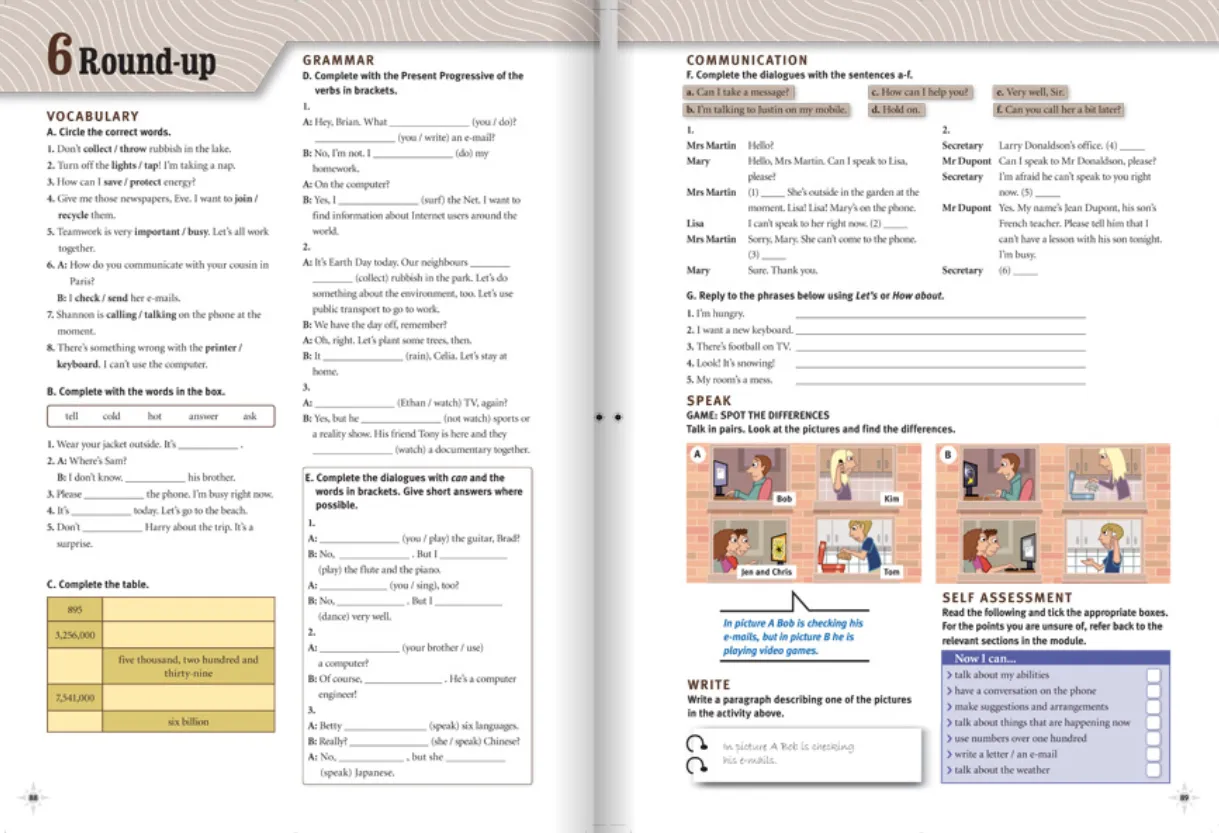 6 Round-up
VOCABULARY
A. Circle the correct words.
1. Don't collect / throw rubbish in the lake.
2. Turn off the lights / tap! I'm taking a nap.
3. How can I save / protect energy?
4. Give me those newspapers, Eve. I want to join /
recycle them.
5. Teamwork is very important / busy. Let's all work
together.
6. A: How do you communicate with your cousin in
Paris?
B: I check / send her e-mails.
7. Shannon is calling / talking on the phone at the
moment.
8. There's something wrong with the printer /
keyboard. I can't use the computer.
B. Complete with the words in the box.
tell cold hot answer ask
1. Wear your jacket outside. It's ____________ .
2. A: Where's Sam?
B: I don't know. ____________ his brother.
3. Please ____________ the phone. I'm busy right now.
4. It's ____________ today. Let's go to the beach.
5. Don't ____________ Harry about the trip. It's a
surprise.
C. Complete the table.
895
3,256,000
five thousand, two hundred and
thirty-nine
7,541,000
six billion
88
GRAMMAR
D. Complete with the Present Progressive of the
verbs in brackets.
1.
A: Hey, Brian. What ________________ (you / do)?
________________ (you / write) an e-mail?
B: No, I'm not. I ________________ (do) my
homework.
A: On the computer?
B: Yes, I ________________ (surf) the Net. I want to
find information about Internet users around the
world.
2.
A: It's Earth Day today. Our neighbours ________
________ (collect) rubbish in the park. Let's do
something about the environment, too. Let's use
public transport to go to work.
B: We have the day off, remember?
A: Oh, right. Let's plant some trees, then.
B: It ________________ (rain), Celia. Let's stay at
home.
3.
A: ________________ (Ethan / watch) TV, again?
B: Yes, but he ________________ (not watch) sports or
a reality show. His friend Tony is here and they
________________ (watch) a documentary together.
E. Complete the dialogues with can and the
words in brackets. Give short answers where
possible.
1.
A: ________________ (you / play) the guitar, Brad?
B: No, ______________ . But I ______________
(play) the flute and the piano.
A: ______________ (you / sing), too?
B: No, ______________ . But I ______________
(dance) very well.
2.
A: ________________ (your brother / use)
a computer?
B: Of course, ________________ . He's a computer
engineer!
3.
A: Betty ________________ (speak) six languages.
B: Really? ________________ (she / speak) Chinese?
A: No, ______________ , but she ____________
(speak) Japanese.
COMMUNICATION
F. Complete the dialogues with the sentences a-f.
a. Can I take a message? c. How can I help you? e. Very well, Sir.
b. I'm talking to Justin on my mobile. d. Hold on. f. Can you call her a bit later?
1.
Mrs Martin Hello?
Mary Hello, Mrs Martin. Can I speak to Lisa,
please?
Mrs Martin (1) _____ She's outside in the garden at the
moment. Lisa! Lisa! Mary's on the phone.
Lisa I can't speak to her right now. (2) _____
Mrs Martin Sorry, Mary. She can't come to the phone.
(3) _____
Mary Sure. Thank you.
2.
Secretary Larry Donaldson's office. (4) _____
Mr Dupont Can I speak to Mr Donaldson, please?
Secretary I'm afraid he can't speak to you right
now. (5) _____
Mr Dupont Yes. My name's Jean Dupont, his son's
French teacher. Please tell him that I
can't have a lesson with his son tonight.
I'm busy.
Secretary (6) _____
G. Reply to the phrases below using Let's or How about.
1. I'm hungry. ____________________
2. I want a new keyboard. ____________________
3. There's football on TV. ____________________
4. Look! It's snowing! ____________________
5. My room's a mess. ____________________
SPEAK
GAME: SPOT THE DIFFERENCES
Talk in pairs. Look at the pictures and find the differences.
A
Bob
Kim
Jen and Chris
Tom
B
In picture A Bob is checking his
e-mails, but in picture B he is
playing video games.
WRITE
Write a paragraph describing one of the pictures
in the activity above.
In picture A Bob is checking
his e-mails.
SELF ASSESSMENT
Read the following and tick the appropriate boxes.
For the points you are unsure of, refer back to the
relevant sections in the module.
Now I can...
talk about my abilities
have a conversation on the phone
make suggestions and arrangements
talk about things that are happening now
use numbers over one hundred
write a letter / an e-mail
talk about the weather
89